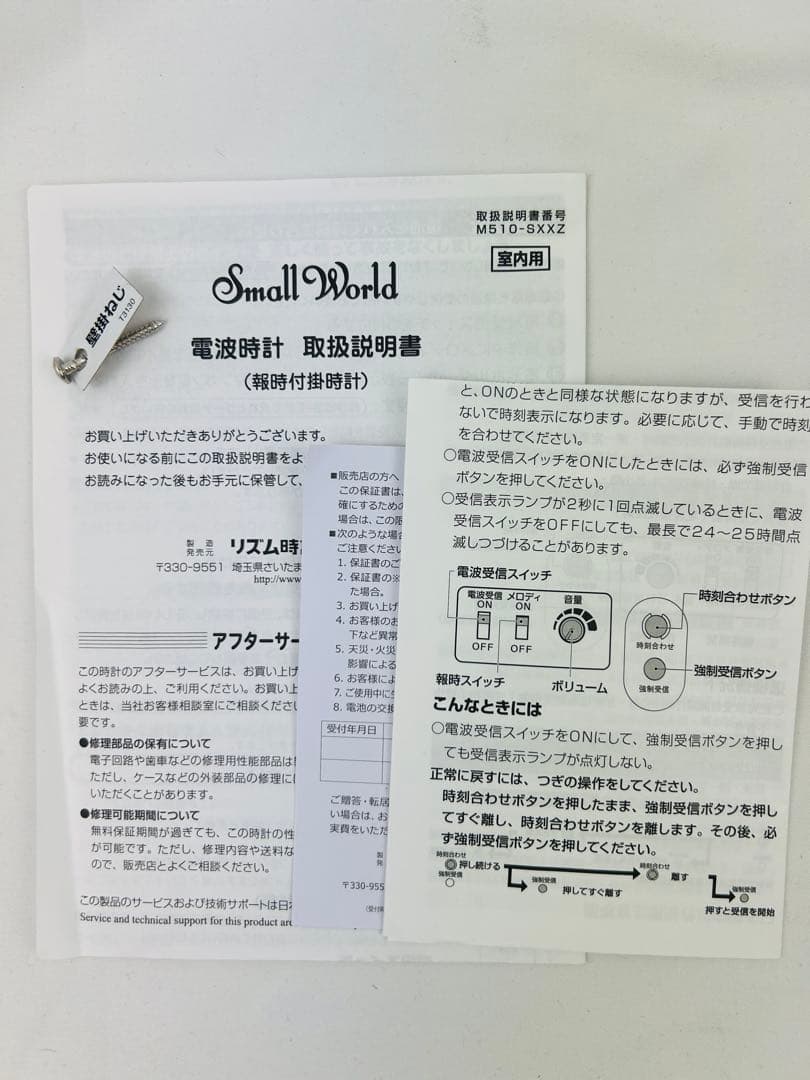 取扱説明書番号
M510-SXXZ
室内用
Small World
壁掛ねじ
T3130
電波時計 取扱説明書
(報時付掛時計)
お買い上げいただきありがとうございます。
お使いになる前にこの取扱説明書をよ
お読みになった後もお手元に保管して、
製造
発売元
リズム時
〒330-9551 埼玉県さいたま
http://www
アフターサー
この時計のアフターサービスは、お買い上げ
よくお読みの上、ご利用ください。お買い上
ときは、当社お客様相談室にご相談ください
要です。
●修理部品の保有について
電子回路や歯車などの修理用性能部品は
ただし、ケースなどの外装部品の修理には
いただくことがあります。
●修理可能期間について
無料保証期間が過ぎても、この時計の性
が可能です。ただし、修理内容や送料な
ので、販売店とよくご相談ください。
この製品のサービスおよび技術サポートは日
Service and technical support for this product are
■販売店の方へ
この保証書は、
確にするための
場合は、この限
■次のような場合
ご注意ください
1. 保証書のご
2. 保証書の※
た場合。
3. お買い上げ
4. お客様のお
下など異常
5. 天災・火災
影響による
6. お客様によ
7. ご使用中に
8. 電池の交換
受付年月日
ご贈答・転居
い場合は、お
実費をいただ
〒330-955
と、ONのときと同様な状態になりますが、受信を行わ
ないで時刻表示になります。必要に応じて、手動で時刻
を合わせてください。
○電波受信スイッチをONにしたときには、必ず強制受信
ボタンを押してください。
○受信表示ランプが2秒に1回点滅しているときに、電波
受信スイッチをOFFにしても、最長で24〜25時間点
滅しつづけることがあります。
電波受信スイッチ
電波受信 メロディ 音量
ON ON
OFF OFF
報時スイッチ
ボリューム
時刻合わせボタン
時刻合わせ
強制受信ボタン
強制受信
こんなときには
○電波受信スイッチをONにして、強制受信ボタンを押し
ても受信表示ランプが点灯しない。
正常に戻すには、つぎの操作をしてください。
時刻合わせボタンを押したまま、強制受信ボタンを押し
てすぐ離し、時刻合わせボタンを離します。その後、必
ず強制受信ボタンを押してください。
時刻合わせ
押し続ける
強制受信
強制受信
押してすぐ離す
時刻合わせ
離す
強制受信
押すと受信を開始